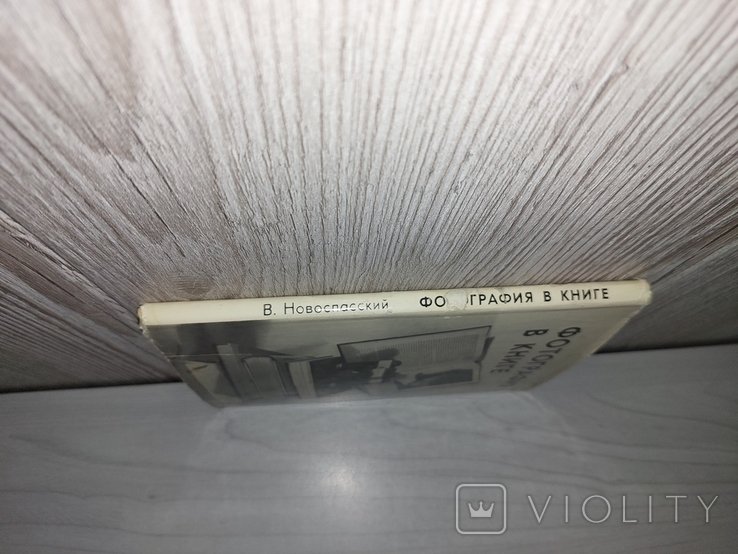 В. Новоспасский ФОТОГРАФИЯ В КНИГЕ
ФОТОГРАФИЯ
В КНИГЕ
VIOLITY